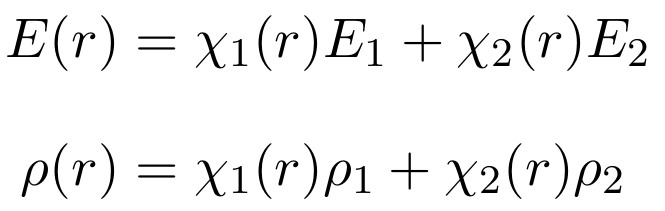 E(r) = χ₁(r)E₁ + χ₂(r)E₂
ρ(r) = χ₁(r)ρ₁ + χ₂(r)ρ₂